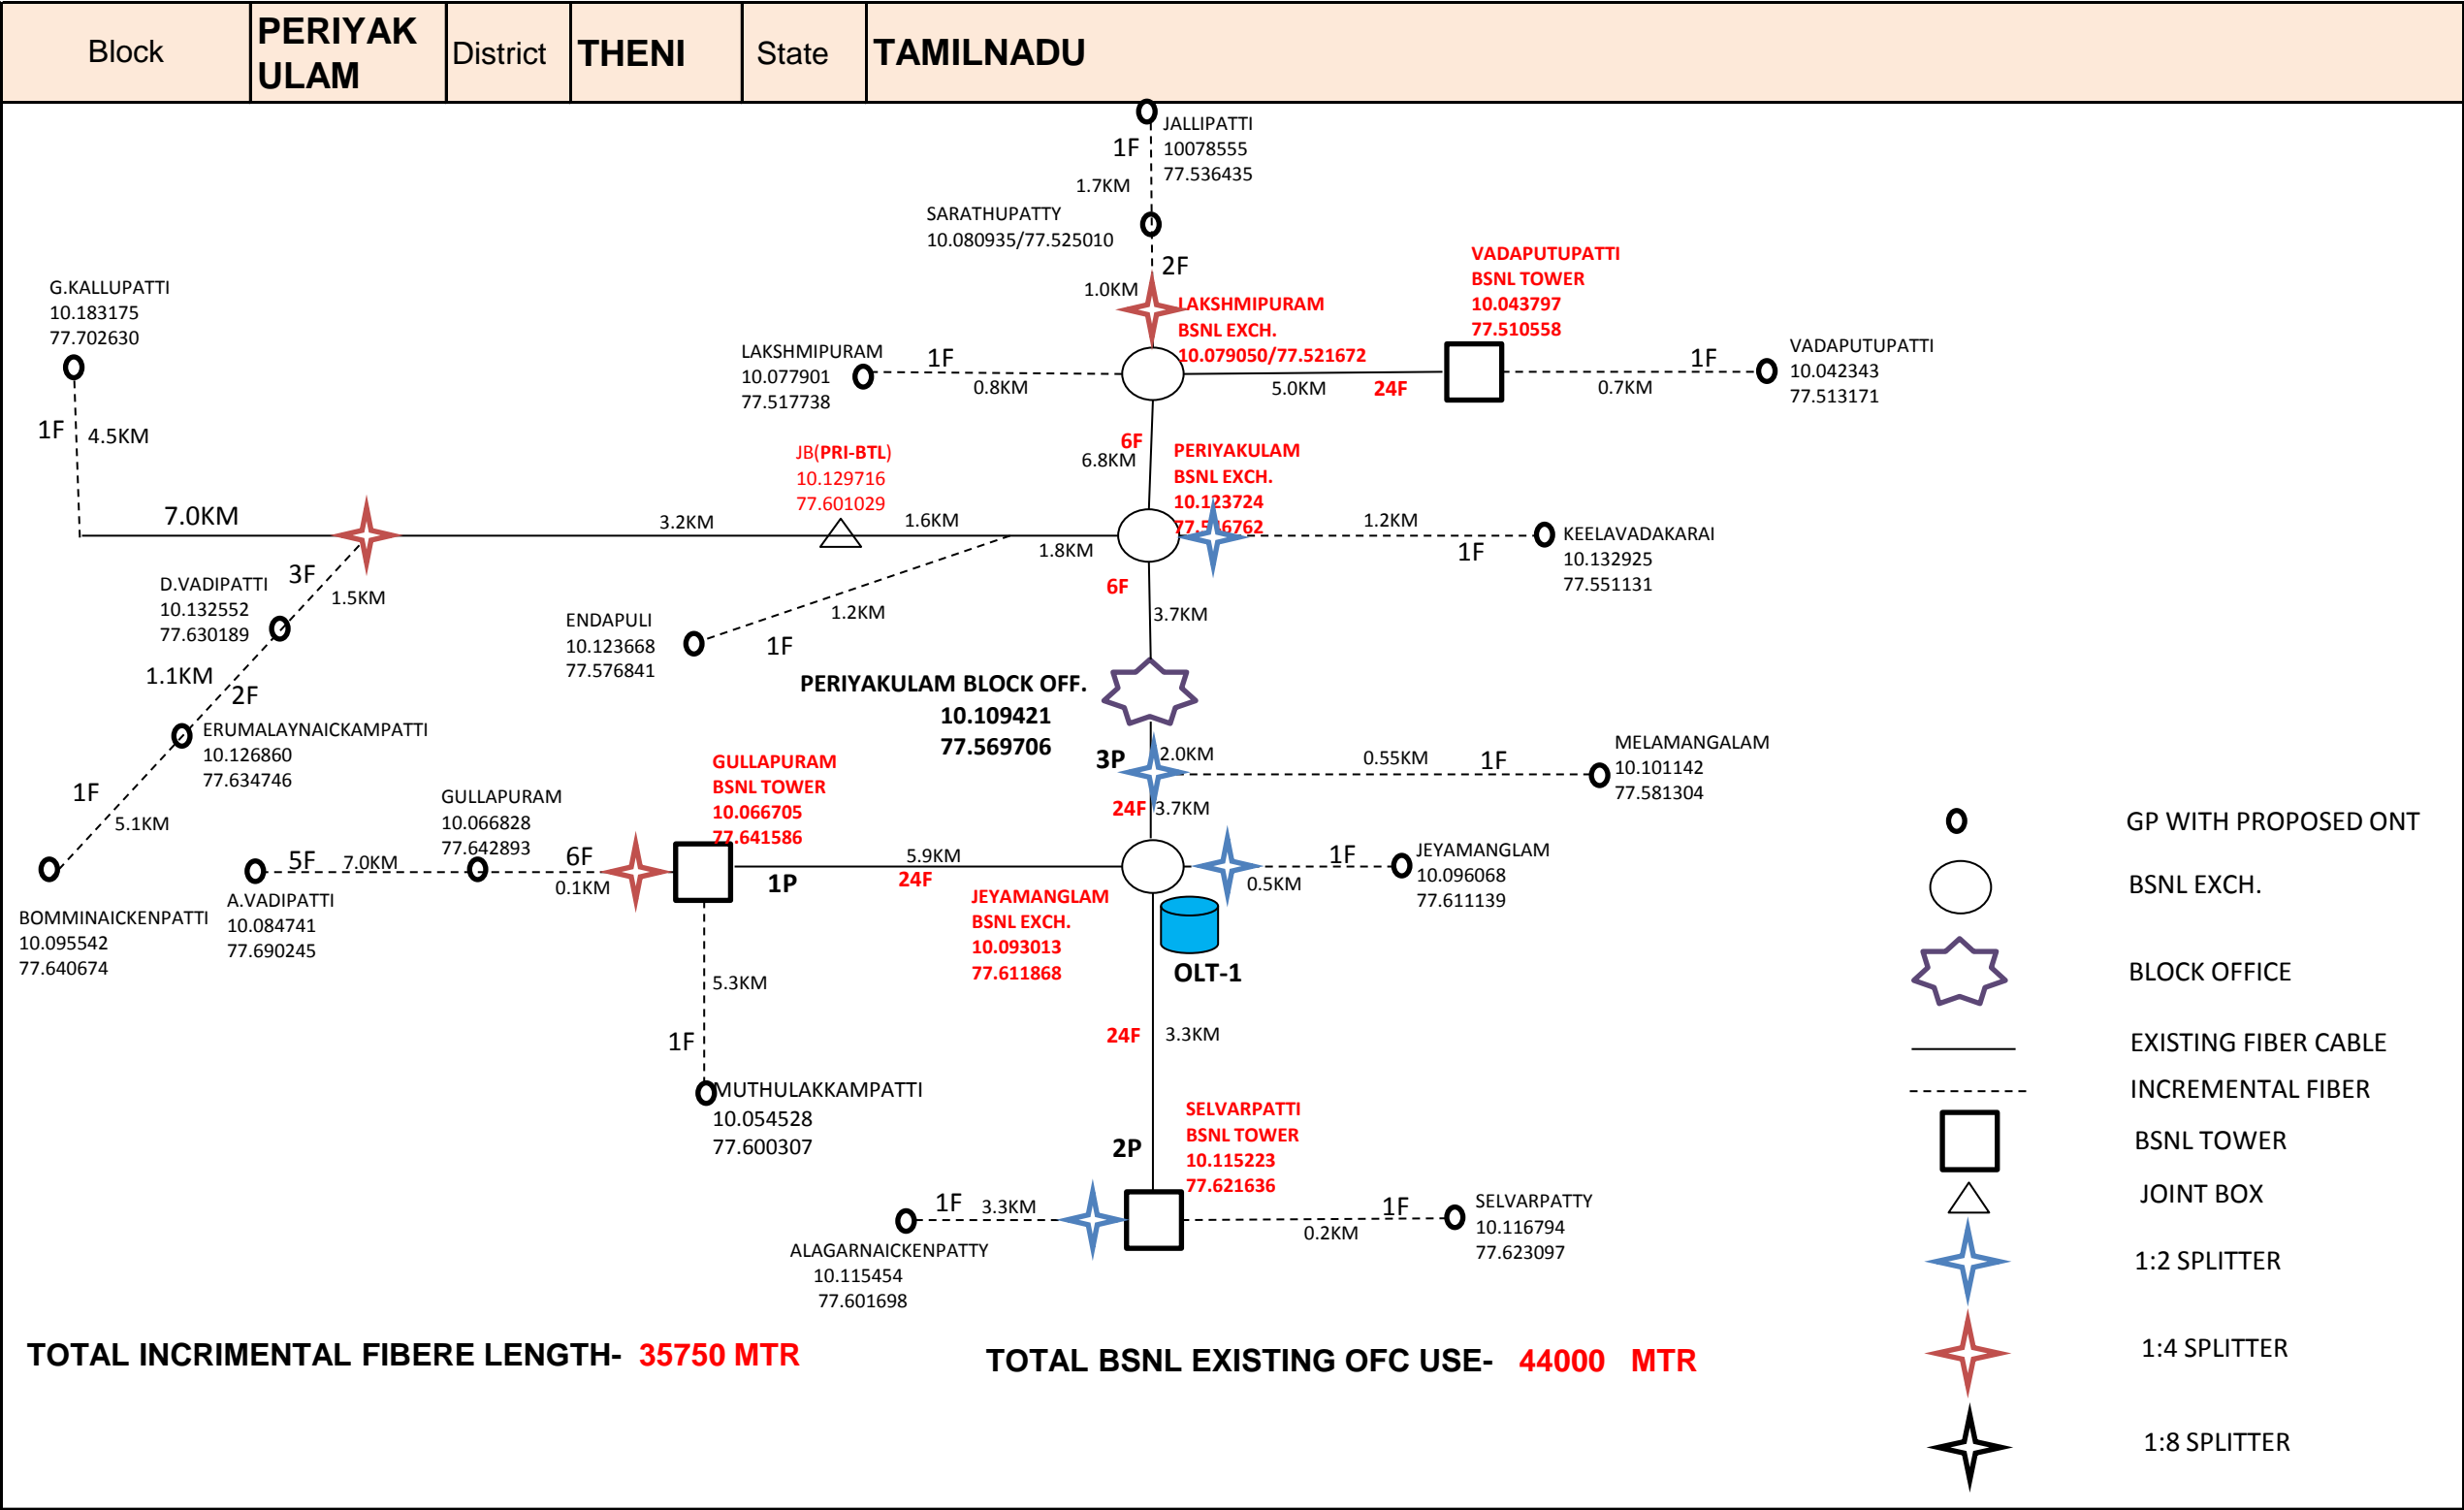 Block
PERIYAK
ULAM
District
THENI
State
TAMILNADU
JALLIPATTI
10078555
77.536435
1F
1.7KM
SARATHUPATTY
10.080935/77.525010
2F
1.0KM
LAKSHMIPURAM
BSNL EXCH.
10.079050/77.521672
VADAPUTUPATTI
BSNL TOWER
10.043797
77.510558
G.KALLUPATTI
10.183175
77.702630
LAKSHMIPURAM
10.077901
77.517738
1F
0.8KM
5.0KM
24F
1F
0.7KM
VADAPUTUPATTI
10.042343
77.513171
1F
4.5KM
6F
6.8KM
JB(PRI-BTL)
10.129716
77.601029
PERIYAKULAM
BSNL EXCH.
10.123724
77.546762
7.0KM
3.2KM
1.6KM
1.8KM
1.2KM
1F
KEELAVADAKARAI
10.132925
77.551131
3F
1.5KM
D.VADIPATTI
10.132552
77.630189
6F
3.7KM
ENDAPULI
10.123668
77.576841
1.2KM
1F
1.1KM
2F
PERIYAKULAM BLOCK OFF.
10.109421
77.569706
ERUMALAYNAICKAMPATTI
10.126860
77.634746
3P
2.0KM
0.55KM
1F
MELAMANGALAM
10.101142
77.581304
GULLAPURAM
BSNL TOWER
10.066705
77.641586
1F
5.1KM
GULLAPURAM
10.066828
77.642893
24F
3.7KM
GP WITH PROPOSED ONT
5F
7.0KM
6F
0.1KM
5.9KM
1P
24F
1F
0.5KM
JEYAMANGLAM
10.096068
77.611139
BSNL EXCH.
BOMMINAICKENPATTI
10.095542
77.640674
A.VADIPATTI
10.084741
77.690245
JEYAMANGLAM
BSNL EXCH.
10.093013
77.611868
OLT-1
BLOCK OFFICE
5.3KM
1F
24F
3.3KM
EXISTING FIBER CABLE
INCREMENTAL FIBER
MUTHULAKKAMPATTI
10.054528
77.600307
2P
SELVARPATTI
BSNL TOWER
10.115223
77.621636
BSNL TOWER
JOINT BOX
1F
3.3KM
ALAGARNAICKENPATTY
10.115454
77.601698
1F
0.2KM
SELVARPATTY
10.116794
77.623097
1:2 SPLITTER
TOTAL INCRIMENTAL FIBERE LENGTH- 35750 MTR
TOTAL BSNL EXISTING OFC USE- 44000 MTR
1:4 SPLITTER
1:8 SPLITTER